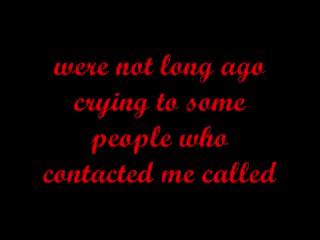 were not long ago
crying to some
people who
contacted me called